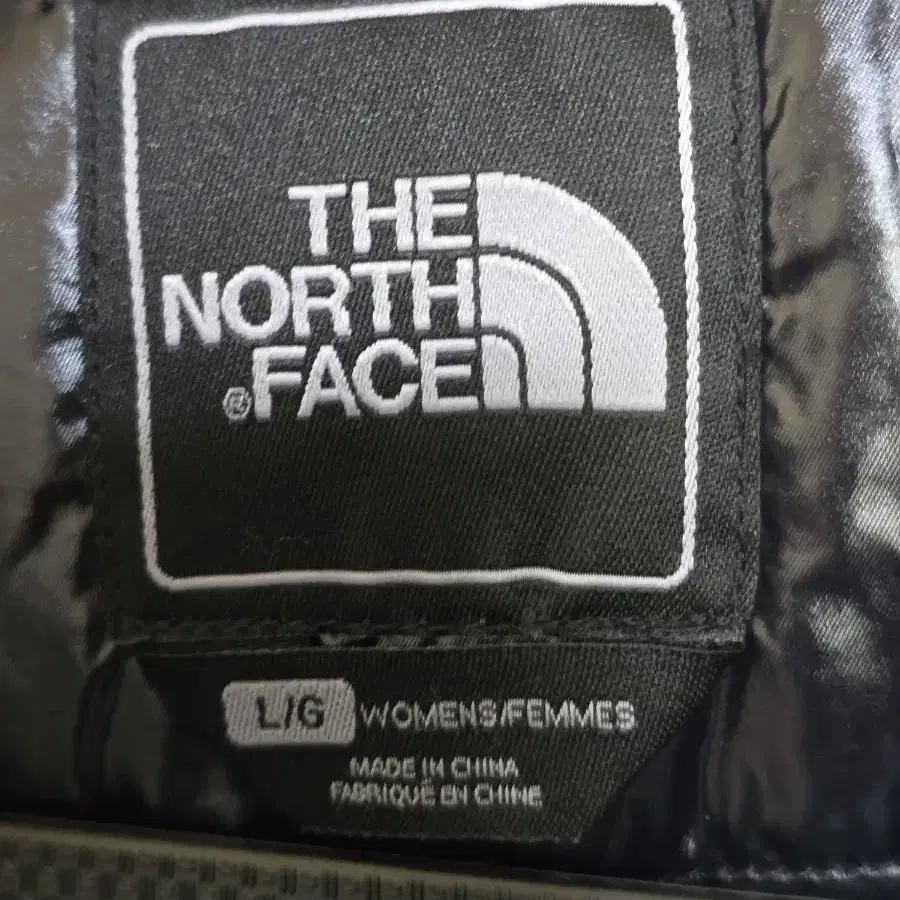 THE
NORTH
®FACE
L/G WOMENS/FEMMES
MADE IN CHINA
FABRIQUÉ EN CHINE